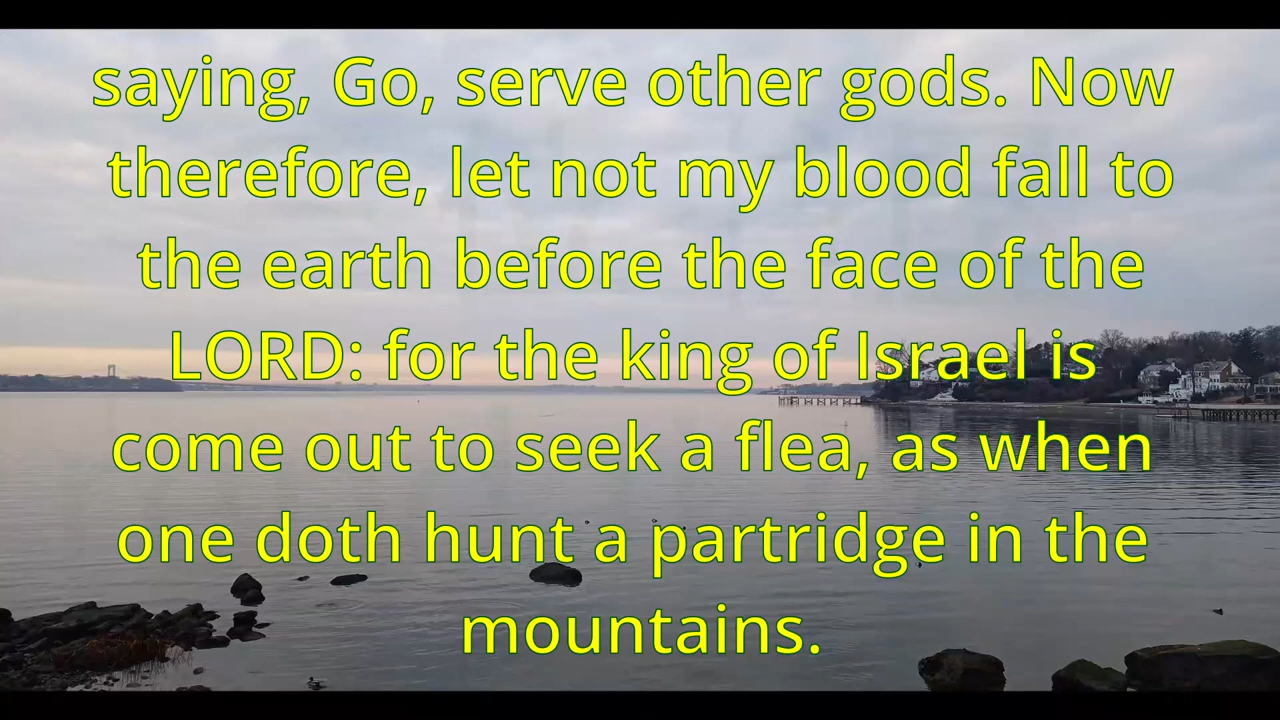 saying, Go, serve other gods. Now
therefore, let not my blood fall to
the earth before the face of the
LORD: for the king of Israel is
come out to seek a flea, as when
one doth hunt a partridge in the
mountains.